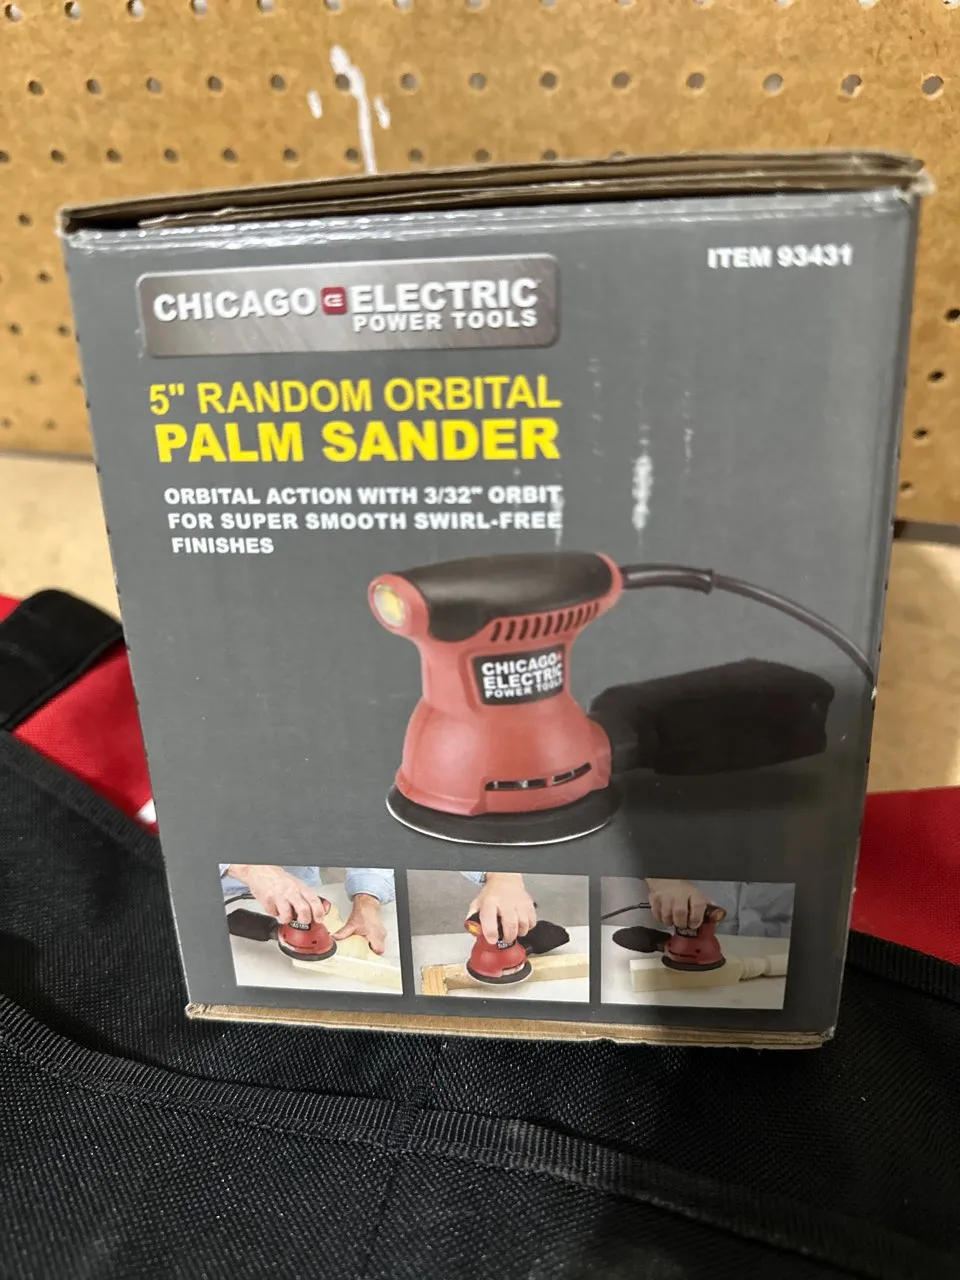 ITEM 93431
CHICAGO CE ELECTRIC
POWER TOOLS
5" RANDOM ORBITAL
PALM SANDER
ORBITAL ACTION WITH 3/32" ORBIT
FOR SUPER SMOOTH SWIRL-FREE
FINISHES
CHICAGO
ELECTRIC
POWER TOOLS